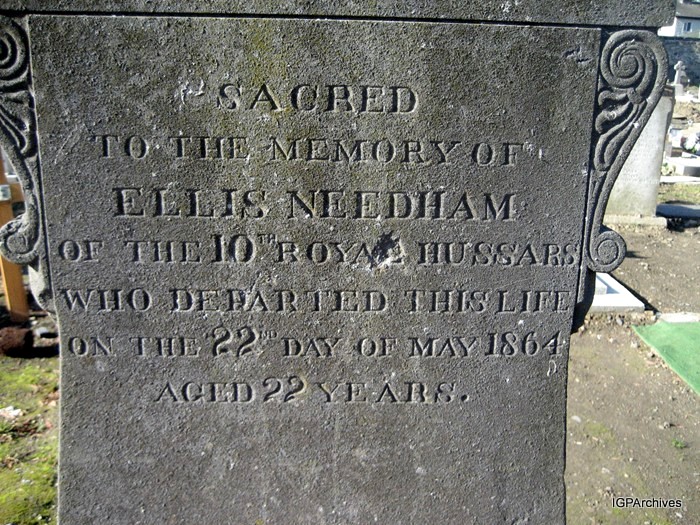 SACRED
TO THE MEMORY OF
ELLIS NEEDHAM
OF THE 10TH ROYAL HUSSARS
WHO DEPARTED THIS LIFE
ON THE 22ND DAY OF MAY 1864
AGED 22 YEARS.
IGPArchives